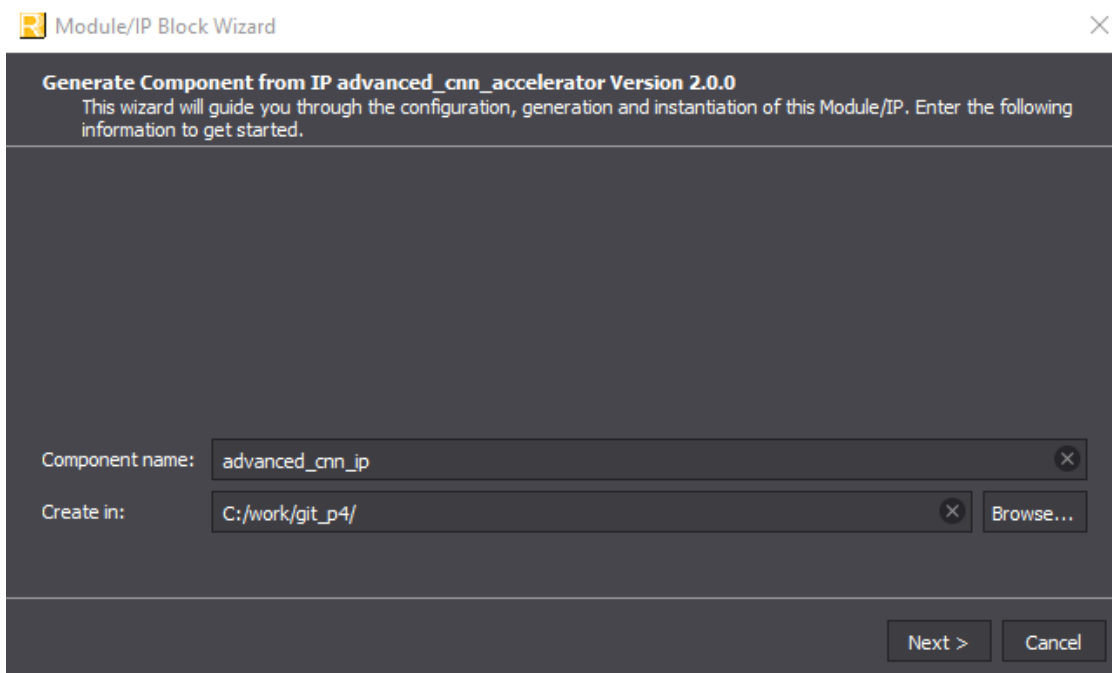 Module/IP Block Wizard
Generate Component from IP advanced_cnn_accelerator Version 2.0.0
This wizard will guide you through the configuration, generation and instantiation of this Module/IP. Enter the following
information to get started.
Component name: advanced_cnn_ip
Create in: C:/work/git_p4/ Browse...
Next > Cancel